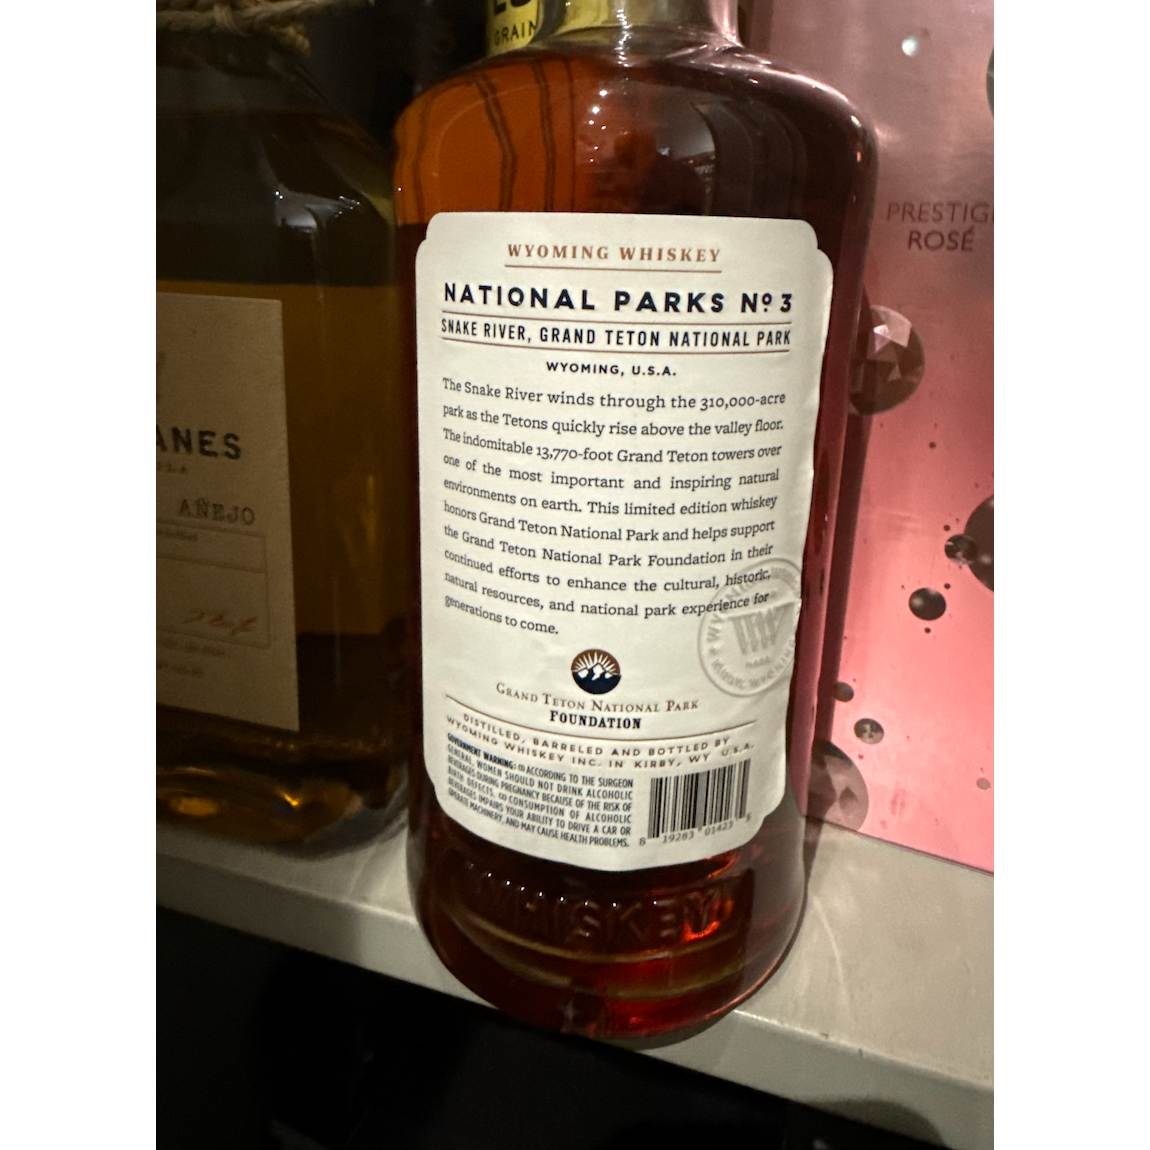 GRAIN
PRESTIG
ROSÉ
ANES
AÑEJO
WYOMING WHISKEY
NATIONAL PARKS Nº 3
SNAKE RIVER, GRAND TETON NATIONAL PARK
WYOMING, U.S.A.
The Snake River winds through the 310,000-acre
park as the Tetons quickly rise above the valley floor.
The indomitable 13,770-foot Grand Teton towers over
one of the most important and inspiring natural
environments on earth. This limited edition whiskey
honors Grand Teton National Park and helps support
the Grand Teton National Park Foundation in their
continued efforts to enhance the cultural, historic,
natural resources, and national park experience for
generations to come.
GRAND TETON NATIONAL PARK
FOUNDATION
DISTILLED, BARRELED AND BOTTLED BY
WYOMING WHISKEY INC. IN KIRBY, WY U.S.A.
GOVERNMENT WARNING: (1) ACCORDING TO THE SURGEON
GENERAL, WOMEN SHOULD NOT DRINK ALCOHOLIC
BEVERAGES DURING PREGNANCY BECAUSE OF THE RISK OF
BIRTH DEFECTS. (2) CONSUMPTION OF ALCOHOLIC
BEVERAGES IMPAIRS YOUR ABILITY TO DRIVE A CAR OR
OPERATE MACHINERY, AND MAY CAUSE HEALTH PROBLEMS.
8 19283 01423 5
WHISKEY